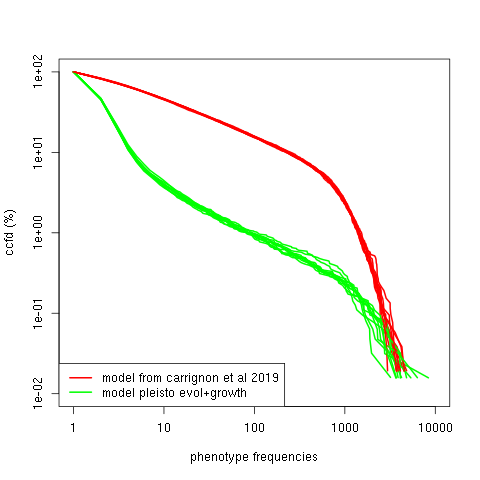 1e+02
1e+01
1e+00
1e-01
1e-02
ccfd (%)
model from carrignon et al 2019
model pleisto evol+growth
1 10 100 1000 10000
phenotype frequencies